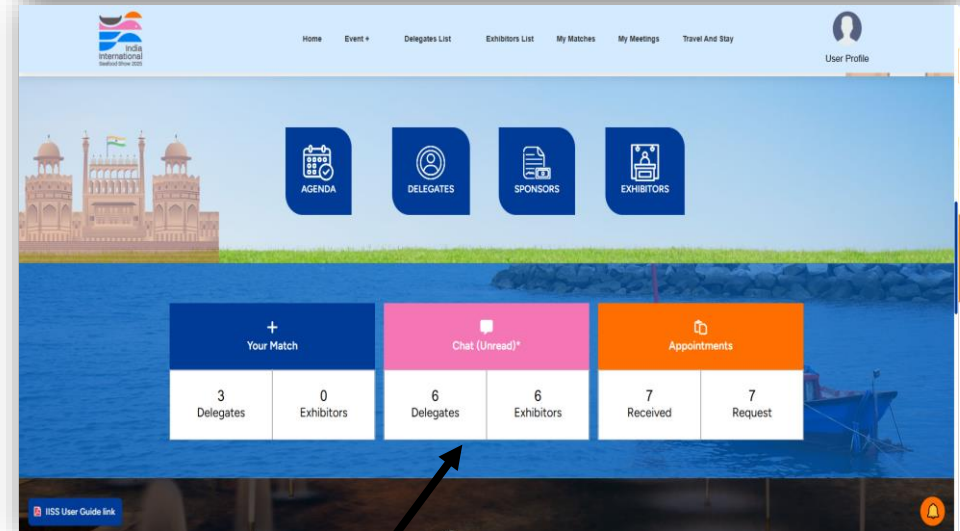 India
International
Seafood Show 2025
Home Event + Delegates List Exhibitors List My Matches My Meetings Travel And Stay
User Profile
AGENDA DELEGATES SPONSORS EXHIBITORS
Your Match Chat (Unread)* Appointments
3 0 6 6 7 7
Delegates Exhibitors Delegates Exhibitors Received Request
IISS User Guide link